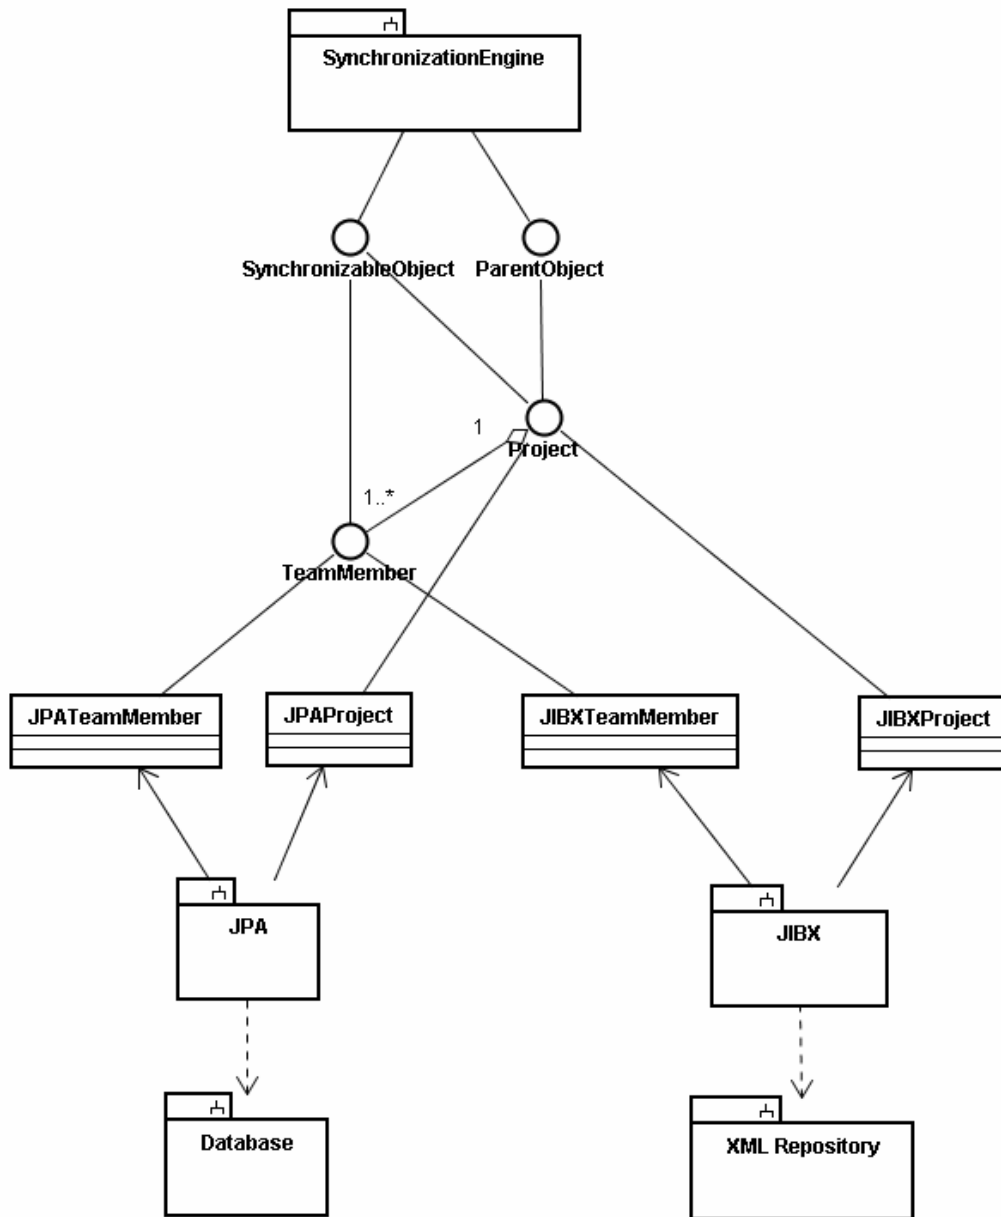 SynchronizationEngine
SynchronizableObject
ParentObject
1
Project
1..*
TeamMember
JPATeamMember
JPAProject
JIBXTeamMember
JIBXProject
JPA
JIBX
Database
XML Repository